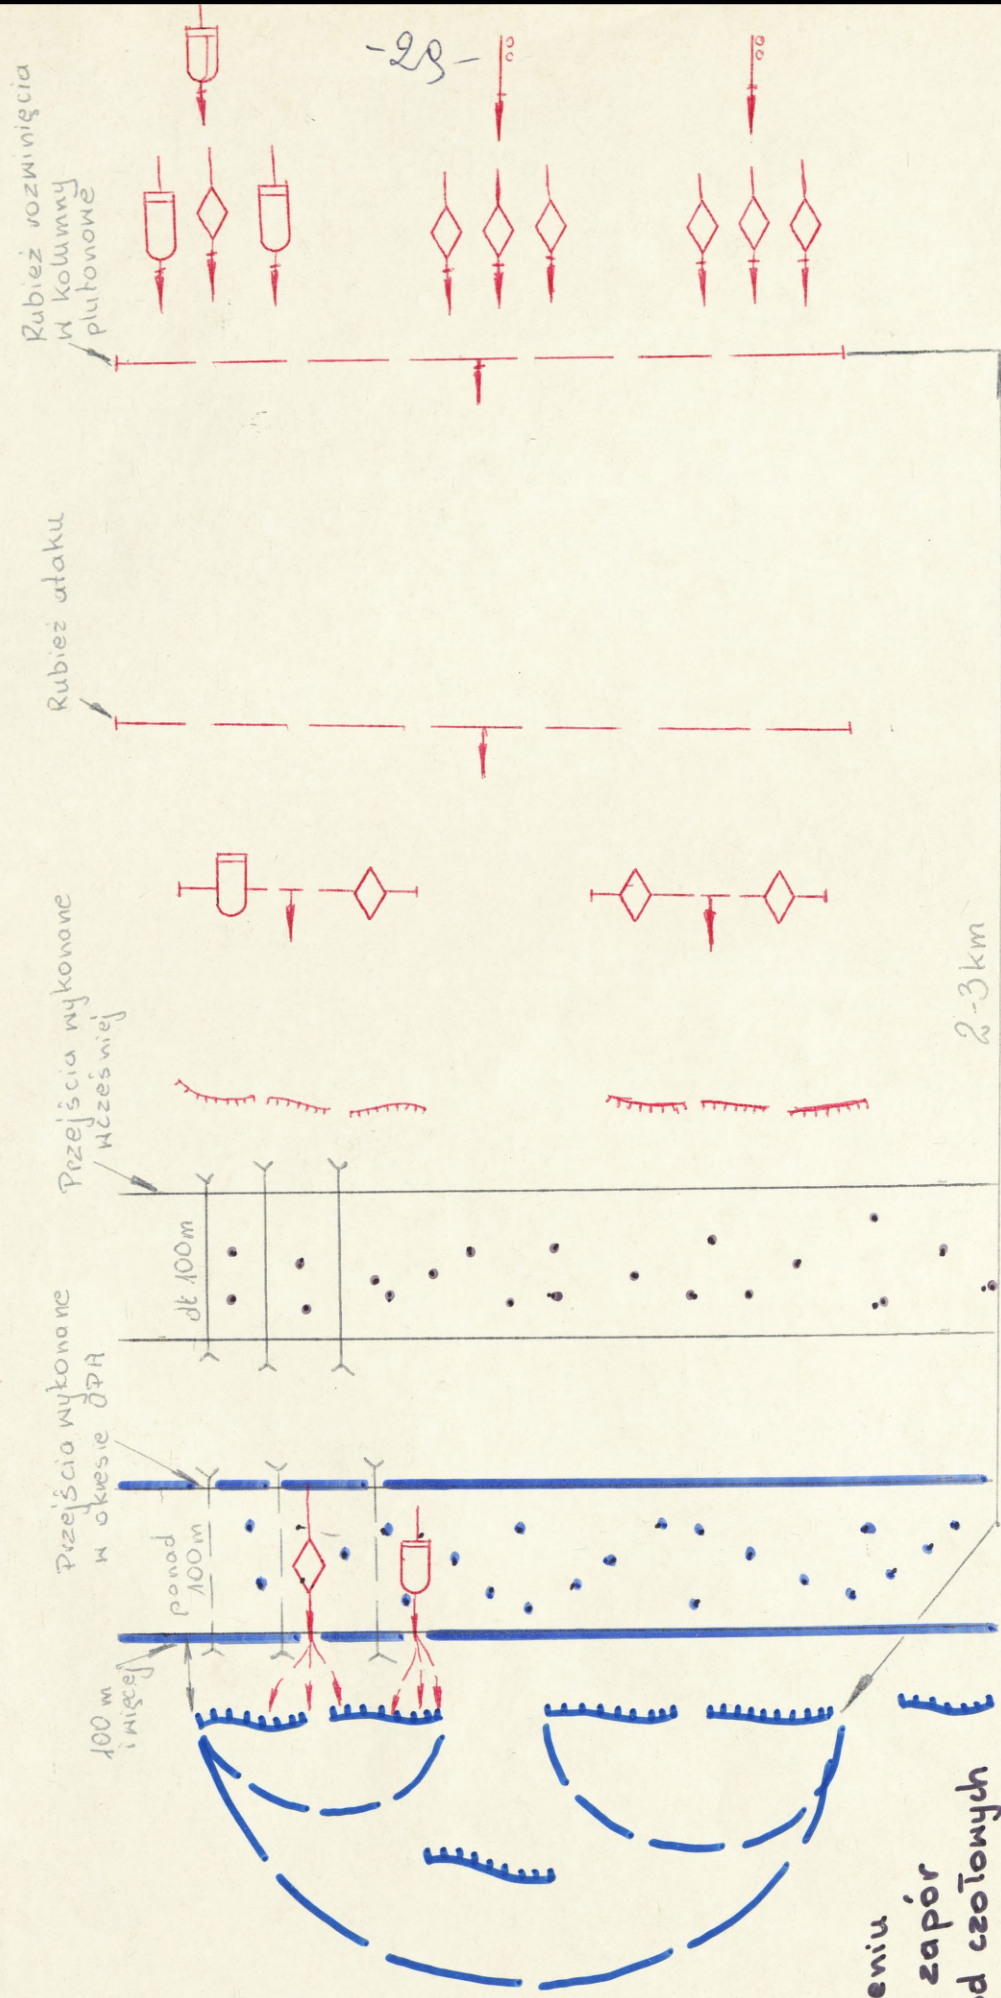 -29-
Rubież rozwinięcia
w kolumny
plutonowe
Rubież ataku
Przejścia wykonane
wcześniej
dł 100m
Przejścia wykonane
w okresie OPA
ponad
100m
100 m
i więcej
2-3km
eniu
zapór
d czołowych